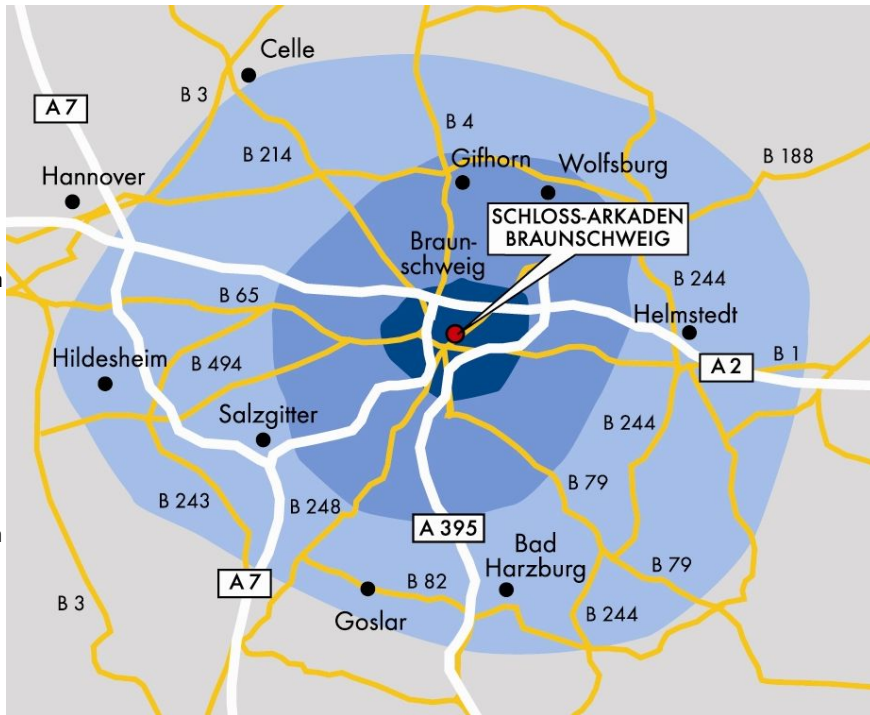 Celle
B 3
A 7
B 4
B 214
Gifhorn
Wolfsburg
B 188
Hannover
SCHLOSS-ARKADEN
BRAUNSCHWEIG
Braun-
schweig
B 244
B 65
Helmstedt
Hildesheim
B 494
A 2
B 1
Salzgitter
B 244
B 79
B 243
B 248
A 395
Bad
Harzburg
B 79
A 7
B 82
B 3
Goslar
B 244